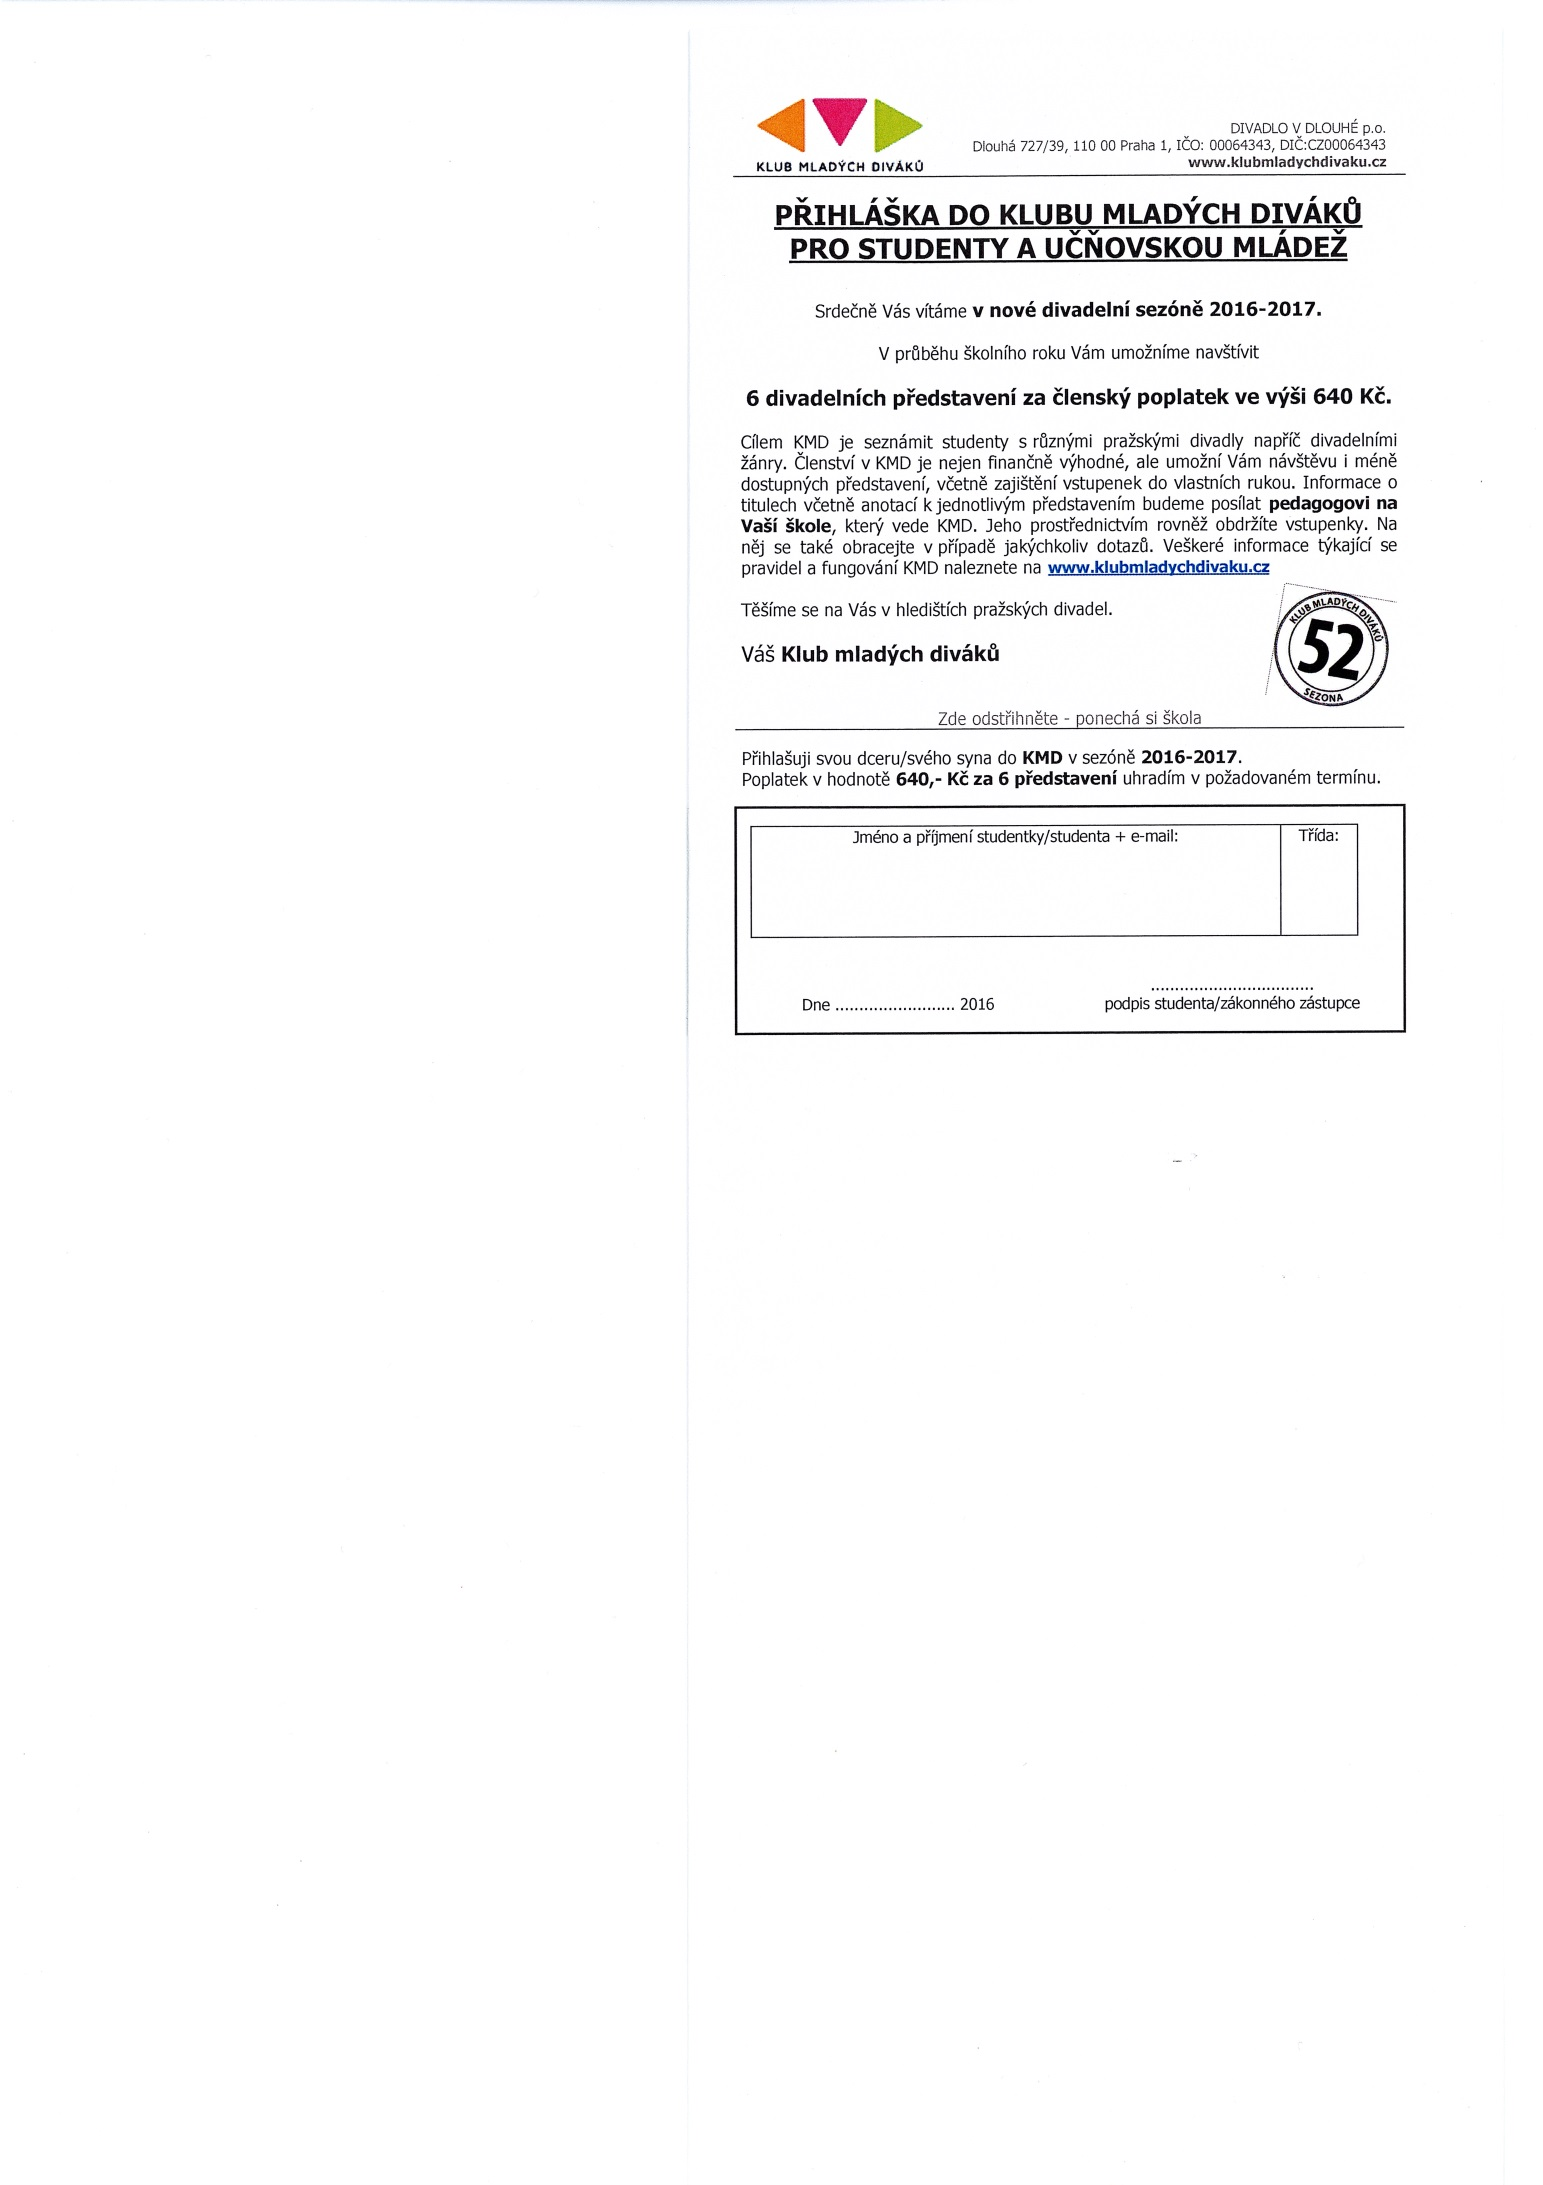 KLUB MLADÝCH DIVÁKŮ
DIVADLO V DLOUHÉ p.o.
Dlouhá 727/39, 110 00 Praha 1, IČO: 00064343, DIČ:CZ00064343
www.klubmladychdivaku.cz
PŘIHLÁŠKA DO KLUBU MLADÝCH DIVÁKŮ
PRO STUDENTY A UČŇOVSKOU MLÁDEŽ
Srdečně Vás vítáme v nové divadelní sezóně 2016-2017.
V průběhu školního roku Vám umožníme navštívit
6 divadelních představení za členský poplatek ve výši 640 Kč.
Cílem KMD je seznámit studenty s různými pražskými divadly napříč divadelními
žánry. Členství v KMD je nejen finančně výhodné, ale umožní Vám návštěvu i méně
dostupných představení, včetně zajištění vstupenek do vlastních rukou. Informace o
titulech včetně anotací k jednotlivým představením budeme posílat pedagogovi na
Vaší škole, který vede KMD. Jeho prostřednictvím rovněž obdržíte vstupenky. Na
něj se také obracejte v případě jakýchkoliv dotazů. Veškeré informace týkající se
pravidel a fungování KMD naleznete na www.klubmladychdivaku.cz
Těšíme se na Vás v hledištích pražských divadel.
Váš Klub mladých diváků
KLUB MLADÝCH DIVÁKŮ
52
SEZONA
Zde odstřihněte - ponechá si škola
Přihlašuji svou dceru/svého syna do KMD v sezóně 2016-2017.
Poplatek v hodnotě 640,- Kč za 6 představení uhradím v požadovaném termínu.
Jméno a příjmení studentky/studenta + e-mail:
Třída:
..................................
Dne ......................... 2016
podpis studenta/zákonného zástupce